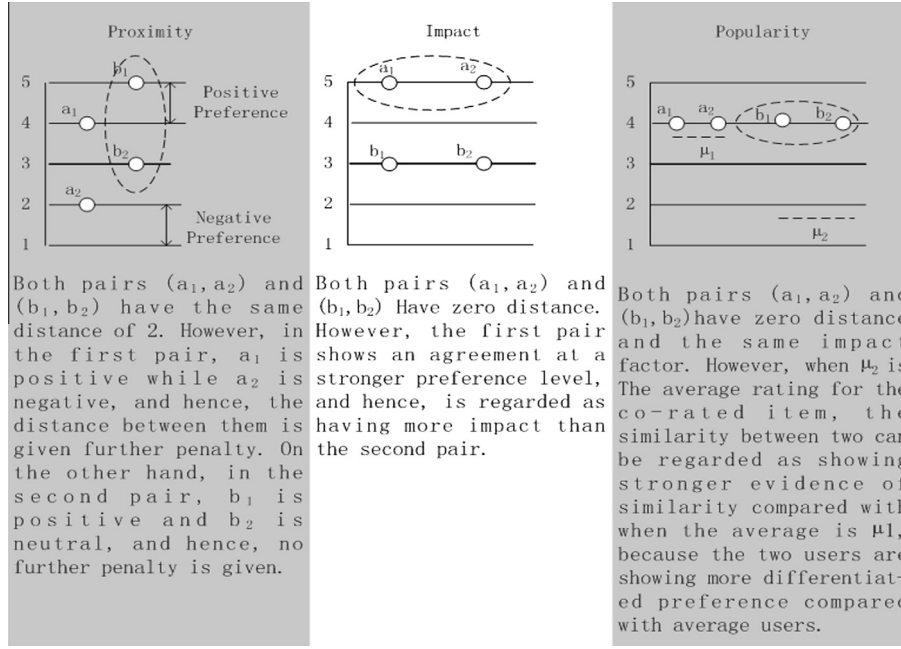 Proximity
5
4
3
2
1
b₁
a₁
b₂
a₂
Positive
Preference
Negative
Preference
Both pairs (a₁,a₂) and
(b₁,b₂) have the same
distance of 2. However, in
the first pair, a₁ is
positive while a₂ is
negative, and hence, the
distance between them is
given further penalty. On
the other hand, in the
second pair, b₁ is
positive and b₂ is
neutral, and hence, no
further penalty is given.
Impact
5
4
3
2
1
a₁
a₂
b₁
b₂
Both pairs (a₁,a₂) and
(b₁,b₂) Have zero distance.
However, the first pair
shows an agreement at a
stronger preference level,
and hence, is regarded as
having more impact than
the second pair.
Popularity
5
4
3
2
1
a₁
a₂
b₁
b₂
μ₁
μ₂
Both pairs (a₁,a₂) and
(b₁,b₂)have zero distance
and the same impact
factor. However, when μ₂ is
The average rating for the
co-rated item, the
similarity between two can
be regarded as showing
stronger evidence of
similarity compared with
when the average is μ1,
because the two users are
showing more differentiat-
ed preference compared
with average users.